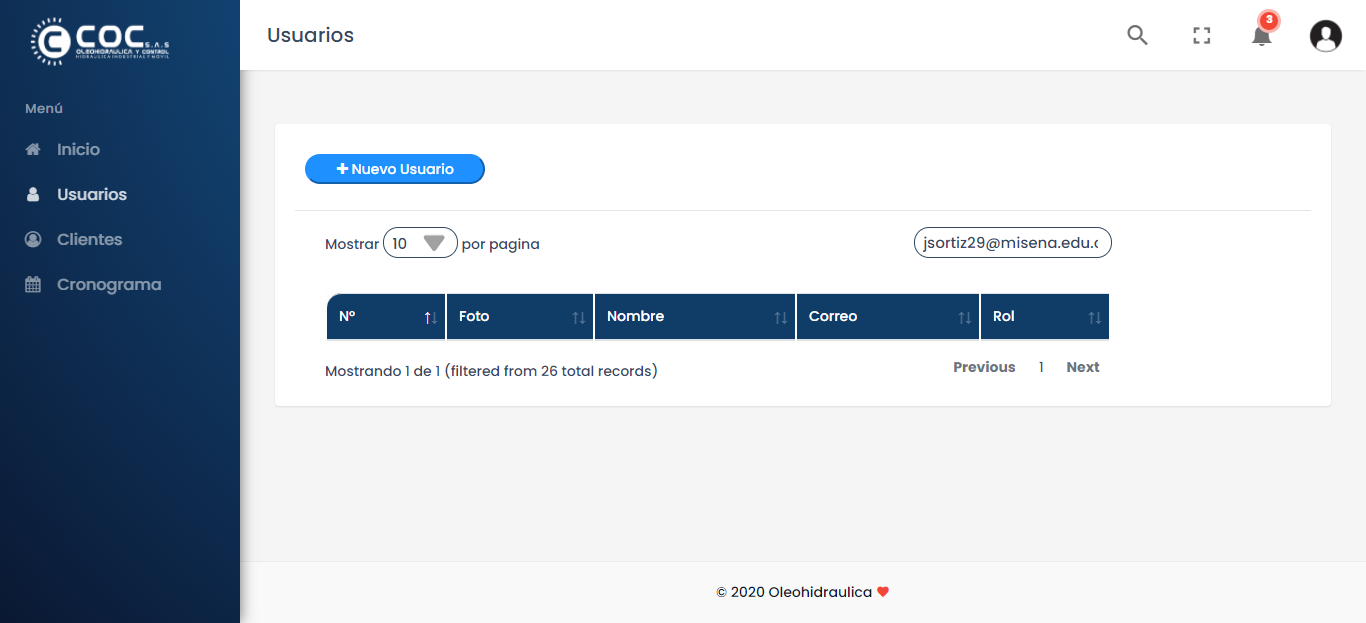 COC S.A.S
OLEOHIDRAULICA Y CONTROL
HIDRAULICA INDUSTRIAL Y MOVIL
Usuarios
3
Menú
Inicio
Usuarios
Clientes
Cronograma
Nuevo Usuario
Mostrar 10 por pagina
jsortiz29@misena.edu.c
Nº Foto Nombre Correo Rol
Mostrando 1 de 1 (filtered from 26 total records)
Previous 1 Next
© 2020 Oleohidraulica